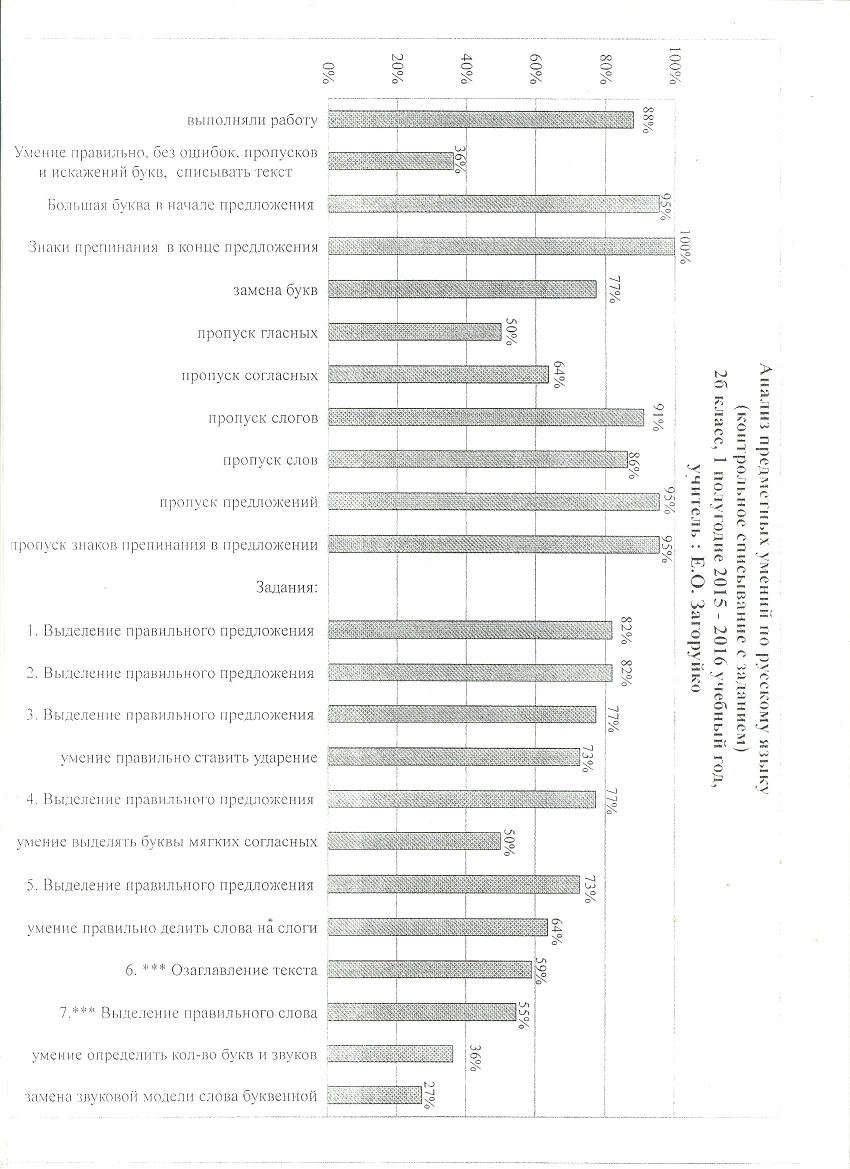 Анализ предметных умений по русскому языку
(контрольное списывание с заданием)
2б класс, 1 полугодие 2015 - 2016 учебный год,
учитель : Е.О. Загоруйко
0%
20%
40%
60%
80%
100%
выполняли работу
88%
Умение правильно, без ошибок, пропусков
и искажений букв, списывать текст
36%
Большая буква в начале предложения
95%
Знаки препинания в конце предложения
100%
замена букв
77%
пропуск гласных
50%
пропуск согласных
64%
пропуск слогов
91%
пропуск слов
86%
пропуск предложений
95%
пропуск знаков препинания в предложении
95%
Задания:
1. Выделение правильного предложения
82%
2. Выделение правильного предложения
82%
3. Выделение правильного предложения
77%
умение правильно ставить ударение
73%
4. Выделение правильного предложения
77%
умение выделять буквы мягких согласных
50%
5. Выделение правильного предложения
73%
умение правильно делить слова на слоги
64%
6. *** Озаглавление текста
59%
7.*** Выделение правильного слова
55%
умение определить кол-во букв и звуков
36%
замена звуковой модели слова буквенной
27%